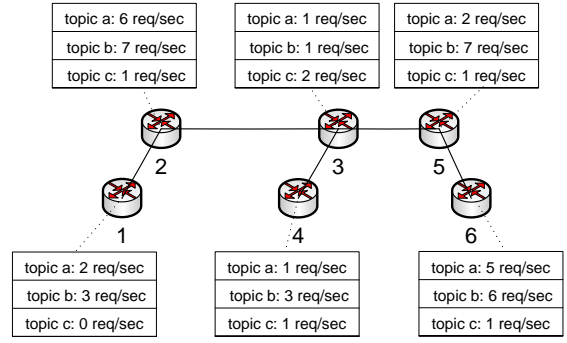 topic a: 6 req/sec
topic b: 7 req/sec
topic c: 1 req/sec
topic a: 1 req/sec
topic b: 1 req/sec
topic c: 2 req/sec
topic a: 2 req/sec
topic b: 7 req/sec
topic c: 1 req/sec
2
3
5
1
4
6
topic a: 2 req/sec
topic b: 3 req/sec
topic c: 0 req/sec
topic a: 1 req/sec
topic b: 3 req/sec
topic c: 1 req/sec
topic a: 5 req/sec
topic b: 6 req/sec
topic c: 1 req/sec